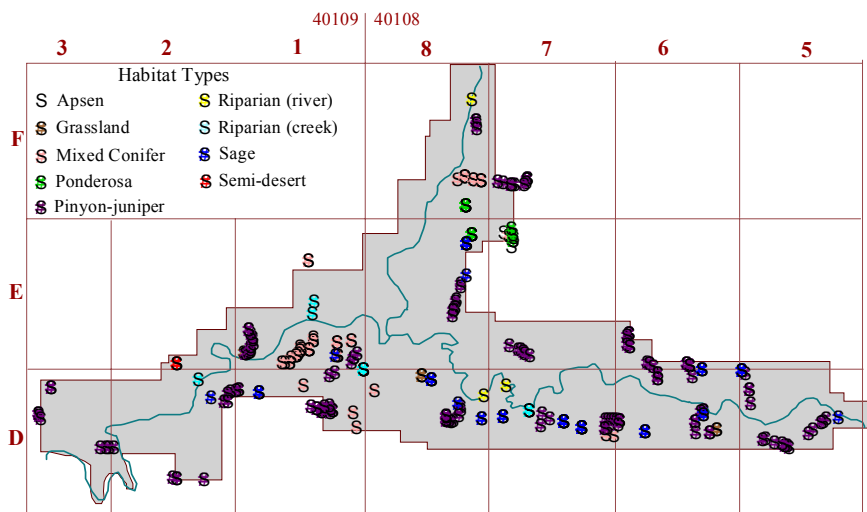 40109 40108
3 2 1 8 7 6 5
Habitat Types
S Apsen S Riparian (river)
S Grassland S Riparian (creek)
S Mixed Conifer S Sage
S Ponderosa S Semi-desert
S Pinyon-juniper
F
E
D